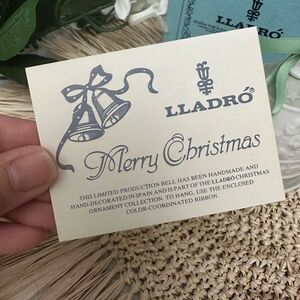 LLADRÓ
LLADRÓ
Merry Christmas
THIS LIMITED PRODUCTION BELL HAS BEEN HANDMADE AND
HAND-DECORATED IN SPAIN AND IS PART OF THE LLADRÓ CHRISTMAS
ORNAMENT COLLECTION. TO HANG, USE THE ENCLOSED
COLOR-COORDINATED RIBBON.